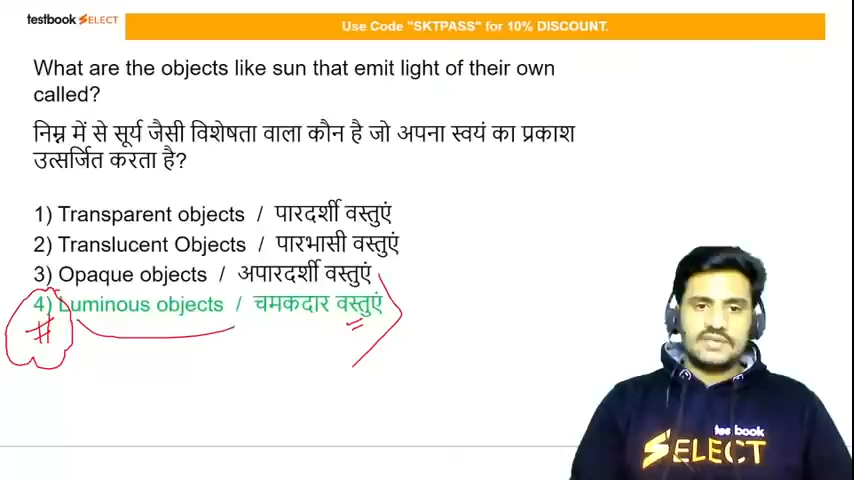 testbook SELECT
Use Code "SKTPASS" for 10% DISCOUNT.
What are the objects like sun that emit light of their own
called?
निम्न में से सूर्य जैसी विशेषता वाला कौन है जो अपना स्वयं का प्रकाश
उत्सर्जित करता है?
1) Transparent objects / पारदर्शी वस्तुएं
2) Translucent Objects / पारभासी वस्तुएं
3) Opaque objects / अपारदर्शी वस्तुएं
4) Luminous objects / चमकदार वस्तुएं
#
testbook
SELECT